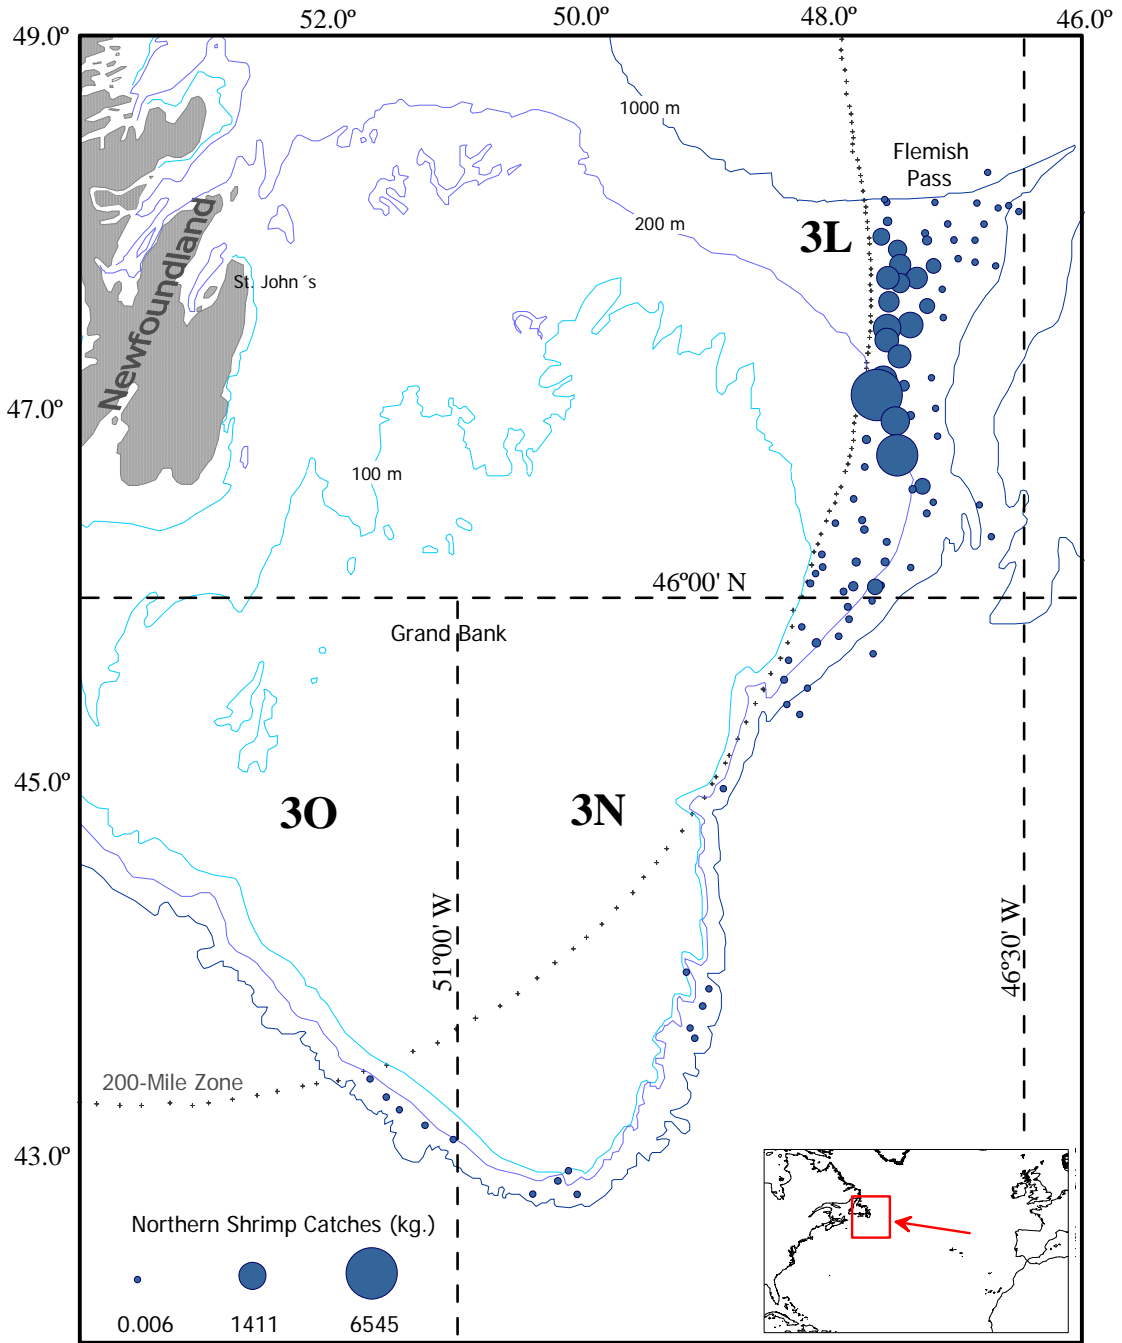 52.0º 50.0º 48.0º 46.0º
49.0º
1000 m
Flemish
Pass
200 m
3L
Newfoundland
St. John´s
47.0º
100 m
46º00' N
Grand Bank
45.0º
3O 3N
51º00' W
46º30' W
200-Mile Zone
43.0º
Northern Shrimp Catches (kg.)
0.006 1411 6545